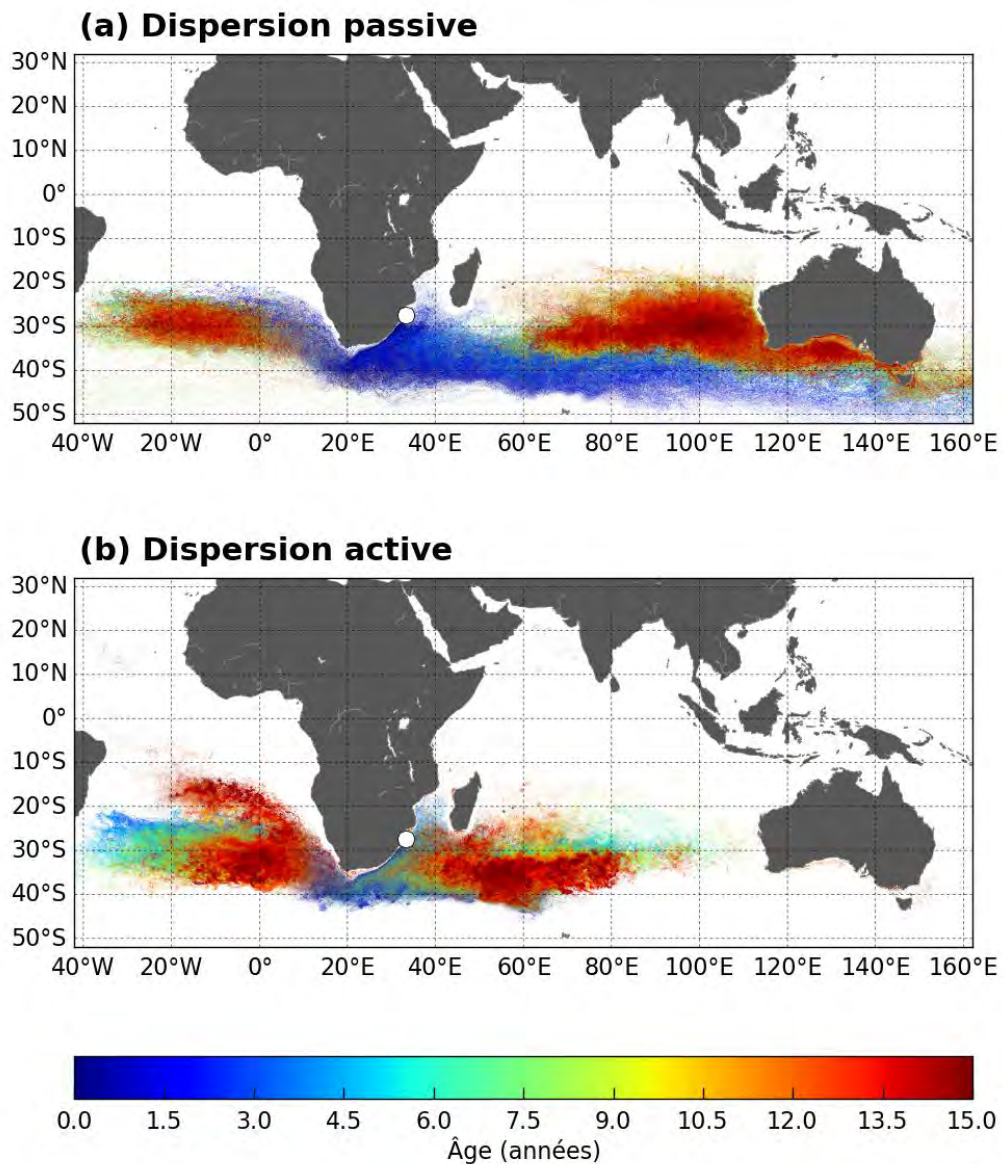 (a) Dispersion passive
30°N
20°N
10°N
0°
10°S
20°S
30°S
40°S
50°S
40°W 20°W 0° 20°E 40°E 60°E 80°E 100°E 120°E 140°E 160°E
(b) Dispersion active
30°N
20°N
10°N
0°
10°S
20°S
30°S
40°S
50°S
40°W 20°W 0° 20°E 40°E 60°E 80°E 100°E 120°E 140°E 160°E
0.0 1.5 3.0 4.5 6.0 7.5 9.0 10.5 12.0 13.5 15.0
Âge (années)